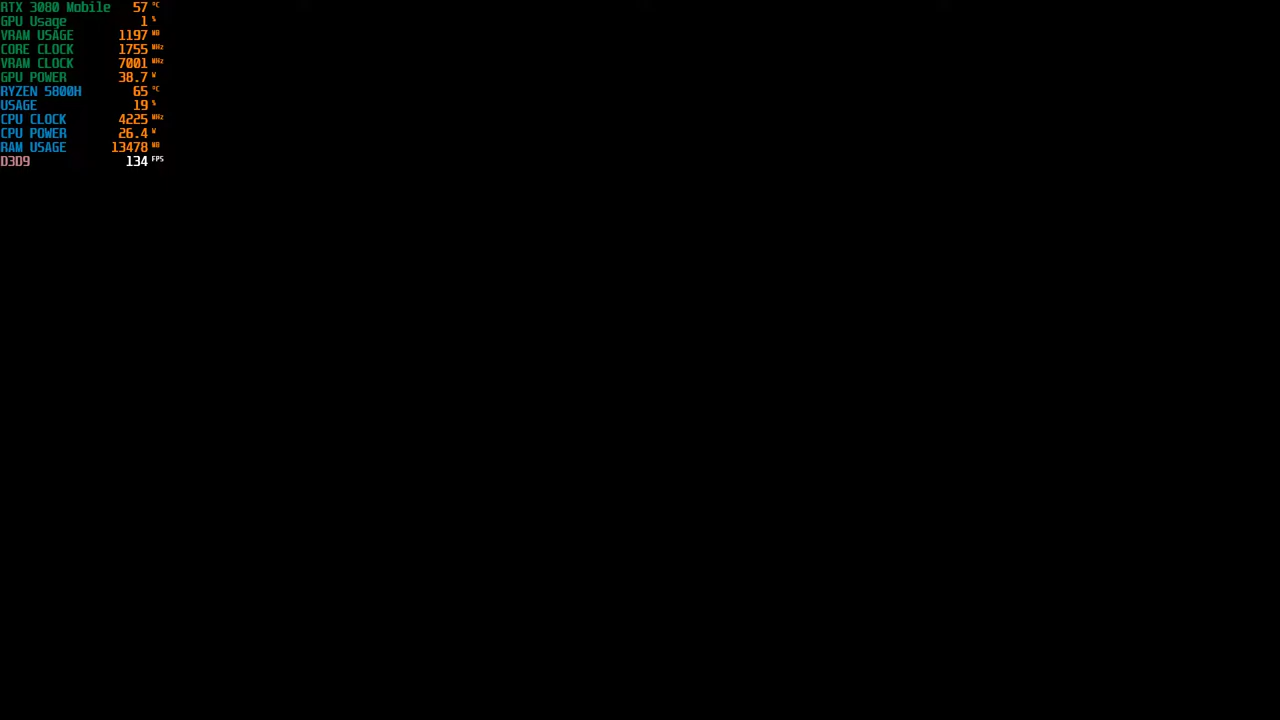 RTX 3080 Mobile 57 °C
GPU Usage 1 %
VRAM USAGE 1197 MB
CORE CLOCK 1755 MHz
VRAM CLOCK 7001 MHz
GPU POWER 38.7 W
RYZEN 5800H 65 °C
USAGE 19 %
CPU CLOCK 4225 MHz
CPU POWER 26.4 W
RAM USAGE 13478 MB
D3D9 134 FPS